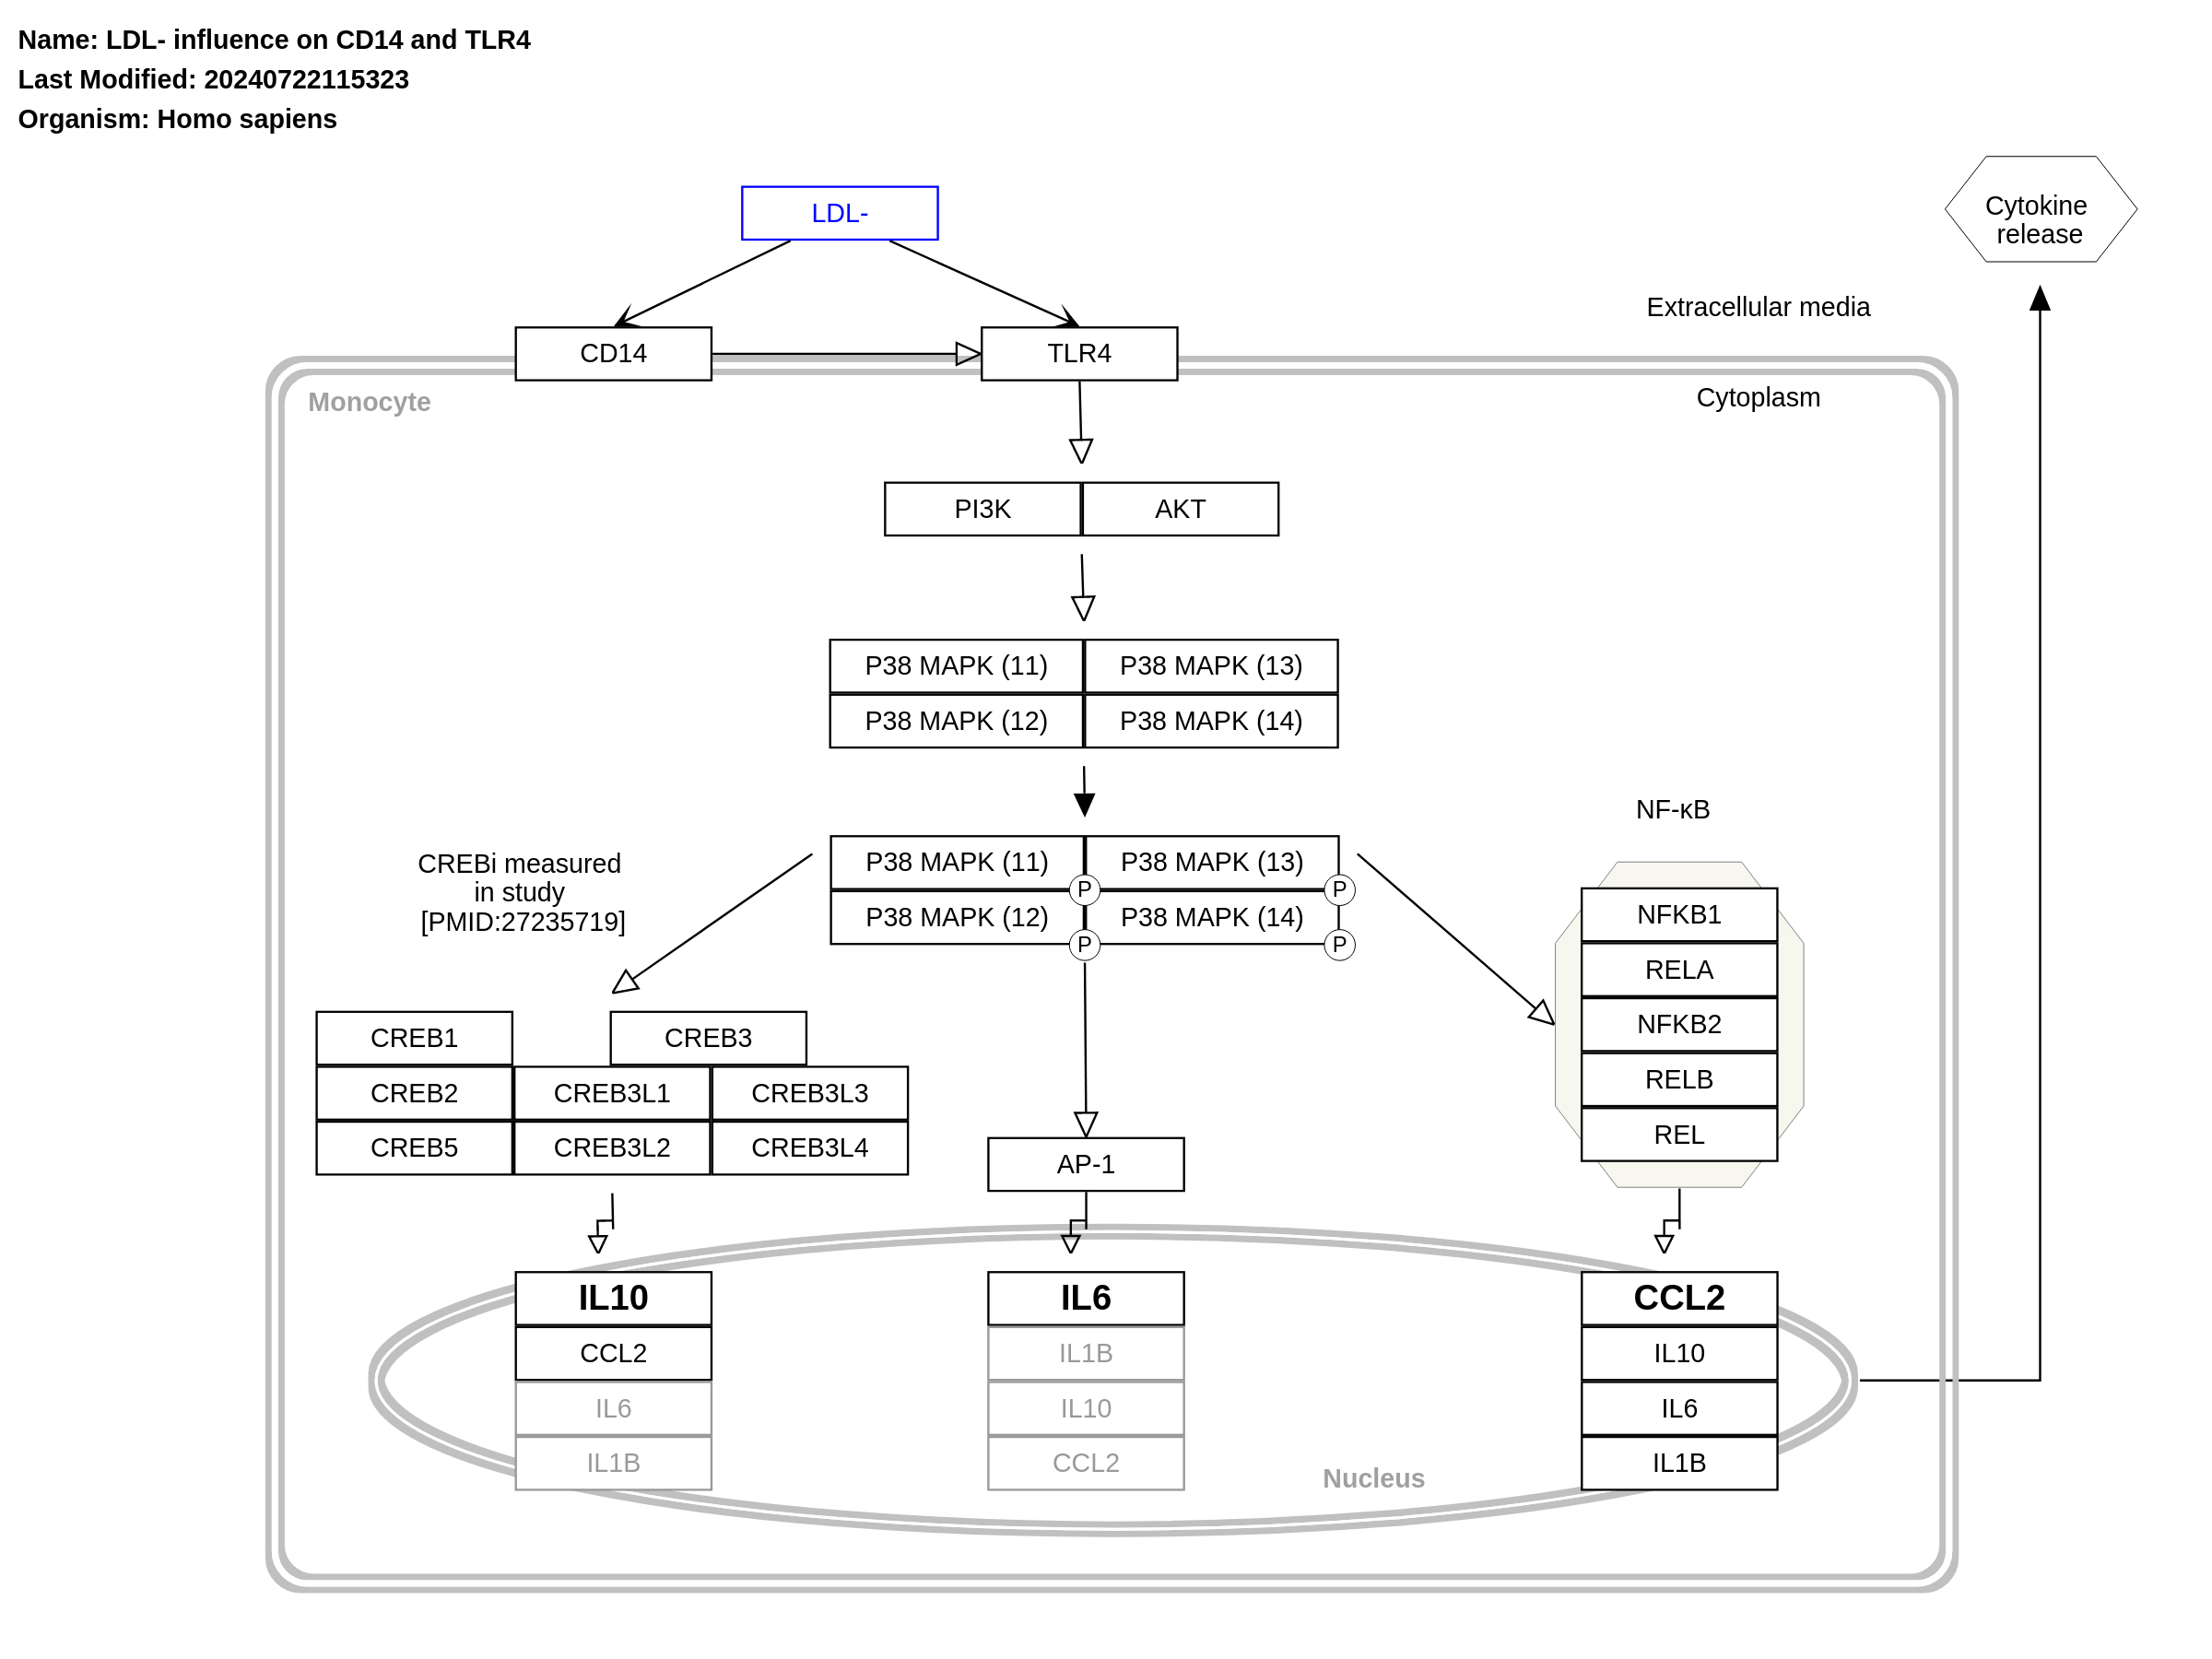 Name: LDL- influence on CD14 and TLR4
Last Modified: 20240722115323
Organism: Homo sapiens
Cytokine
release
LDL-
Extracellular media
CD14
TLR4
Monocyte
Cytoplasm
PI3K
AKT
P38 MAPK (11)
P38 MAPK (13)
P38 MAPK (12)
P38 MAPK (14)
NF-κB
CREBi measured
in study
[PMID:27235719]
P38 MAPK (11)
P38 MAPK (13)
P
P
P38 MAPK (12)
P38 MAPK (14)
P
P
NFKB1
RELA
NFKB2
RELB
REL
CREB1
CREB3
CREB2
CREB3L1
CREB3L3
CREB5
CREB3L2
CREB3L4
AP-1
IL10
CCL2
IL6
IL1B
IL6
IL1B
IL10
CCL2
CCL2
IL10
IL6
IL1B
Nucleus